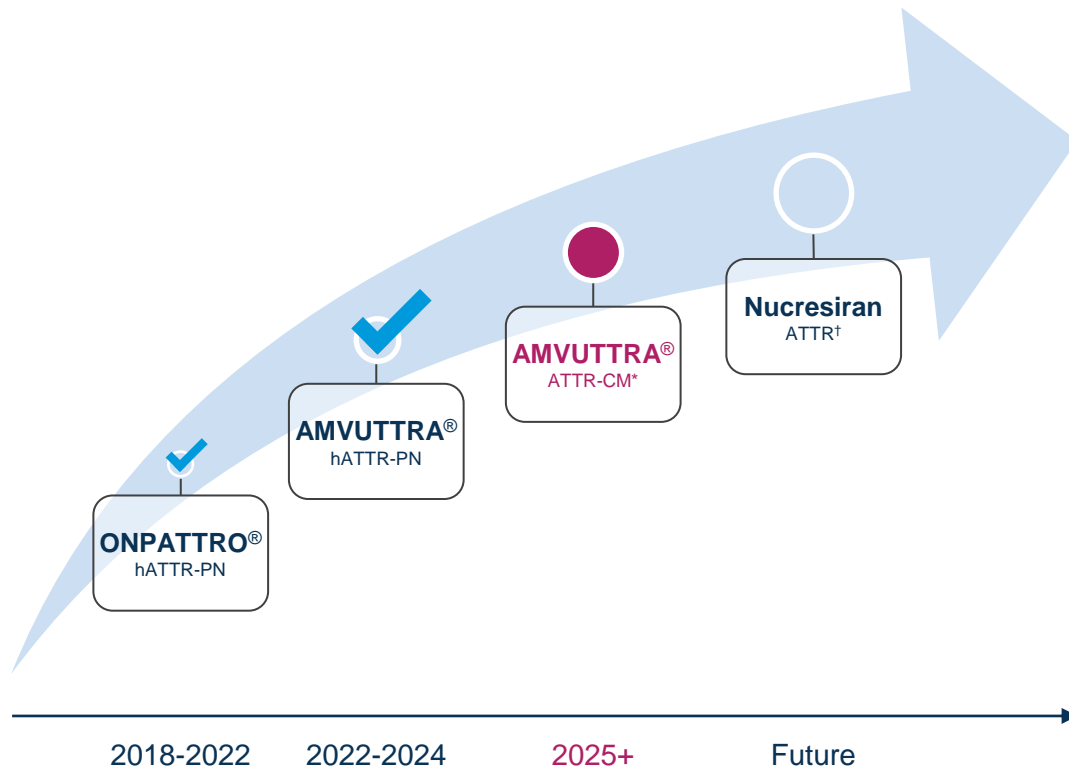 Nucresiran
ATTR†
AMVUTTRA®
ATTR-CM*
AMVUTTRA®
hATTR-PN
ONPATTRO®
hATTR-PN
2018-2022 2022-2024 2025+ Future